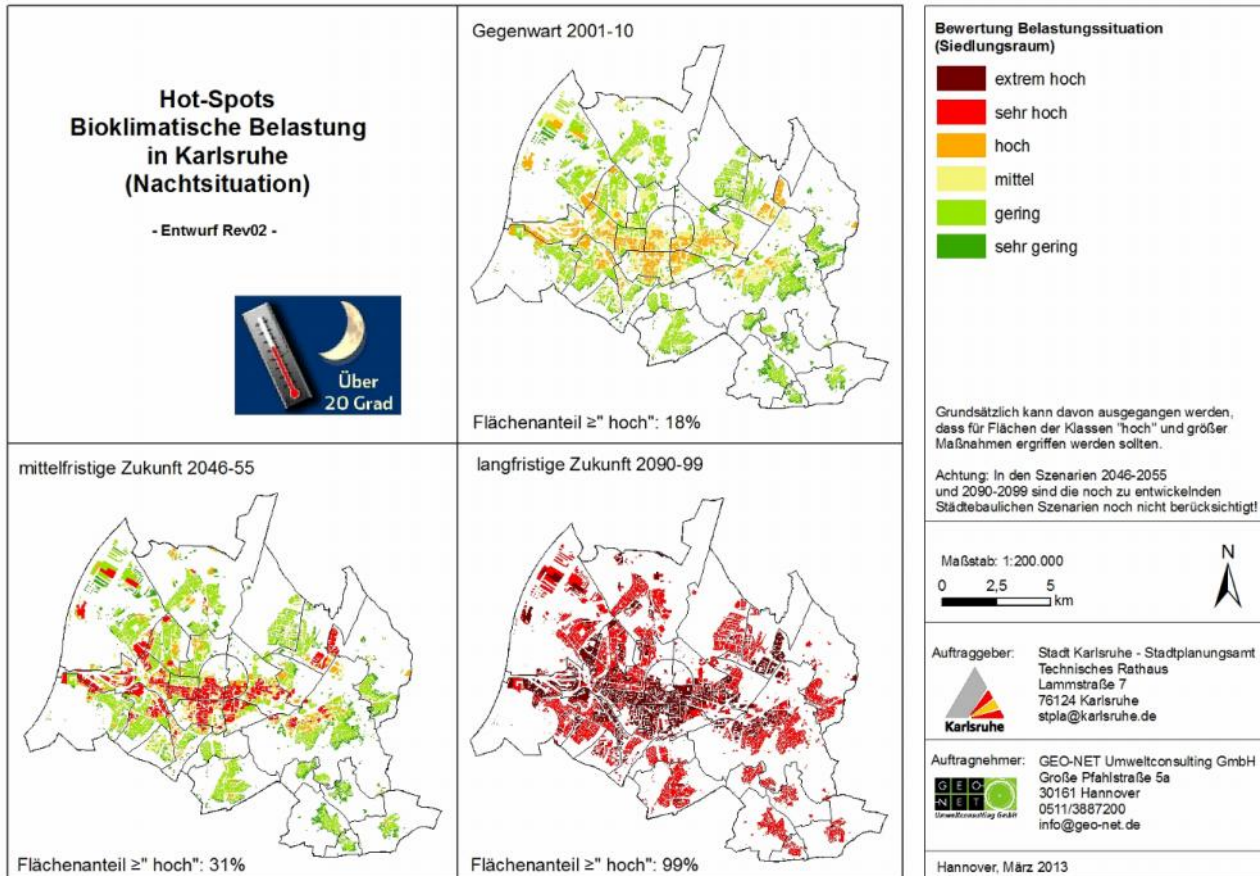 Hot-Spots
Bioklimatische Belastung
in Karlsruhe
(Nachtsituation)
- Entwurf Rev02 -
Über
20 Grad
Gegenwart 2001-10
Flächenanteil ≥" hoch": 18%
mittelfristige Zukunft 2046-55
Flächenanteil ≥" hoch": 31%
langfristige Zukunft 2090-99
Flächenanteil ≥" hoch": 99%
Bewertung Belastungssituation
(Siedlungsraum)
extrem hoch
sehr hoch
hoch
mittel
gering
sehr gering
Grundsätzlich kann davon ausgegangen werden,
dass für Flächen der Klassen "hoch" und größer
Maßnahmen ergriffen werden sollten.
Achtung: In den Szenarien 2046-2055
und 2090-2099 sind die noch zu entwickelnden
Städtebaulichen Szenarien noch nicht berücksichtigt!
Maßstab: 1:200.000
0 2,5 5
km
N
Auftraggeber:
Karlsruhe
Stadt Karlsruhe - Stadtplanungsamt
Technisches Rathaus
Lammstraße 7
76124 Karlsruhe
stpla@karlsruhe.de
Auftragnehmer:
GEO
NET
Umweltconsulting GmbH
GEO-NET Umweltconsulting GmbH
Große Pfahlstraße 5a
30161 Hannover
0511/3887200
info@geo-net.de
Hannover, März 2013